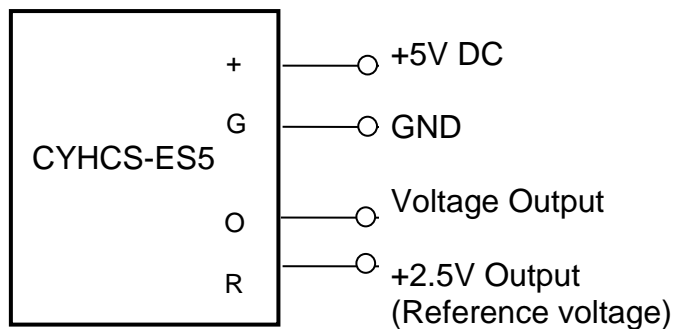 + +5V DC
G GND
CYHCS-ES5
O Voltage Output
R +2.5V Output
(Reference voltage)